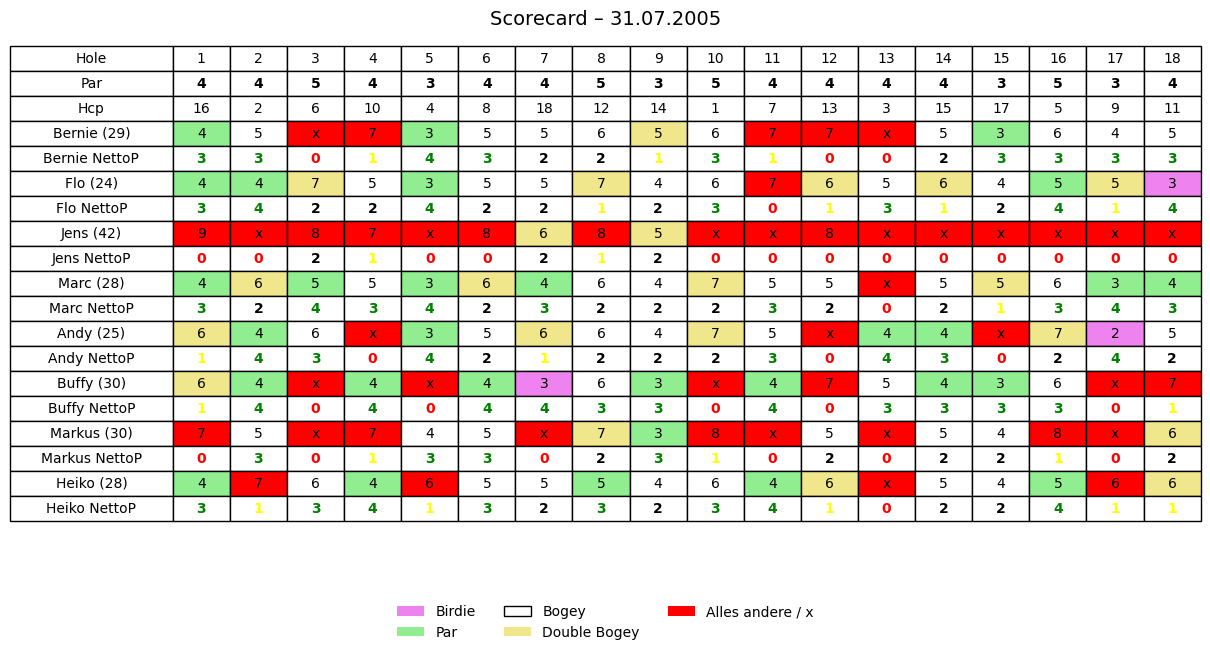 Scorecard – 31.07.2005
Hole 1 2 3 4 5 6 7 8 9 10 11 12 13 14 15 16 17 18
Par 4 4 5 4 3 4 4 5 3 5 4 4 4 4 3 5 3 4
Hcp 16 2 6 10 4 8 18 12 14 1 7 13 3 15 17 5 9 11
Bernie (29) 4 5 x 7 3 5 5 6 5 6 7 7 x 5 3 6 4 5
Bernie NettoP 3 3 0 1 4 3 2 2 1 3 1 0 0 2 3 3 3 3
Flo (24) 4 4 7 5 3 5 5 7 4 6 7 6 5 6 4 5 5 3
Flo NettoP 3 4 2 2 4 2 2 1 2 3 0 1 3 1 2 4 1 4
Jens (42) 9 x 8 7 x 8 6 8 5 x x 8 x x x x x x
Jens NettoP 0 0 2 1 0 0 2 1 2 0 0 0 0 0 0 0 0 0
Marc (28) 4 6 5 5 3 6 4 6 4 7 5 5 x 5 5 6 3 4
Marc NettoP 3 2 4 3 4 2 3 2 2 2 3 2 0 2 1 3 4 3
Andy (25) 6 4 6 x 3 5 6 6 4 7 5 x 4 4 x 7 2 5
Andy NettoP 1 4 3 0 4 2 1 2 2 2 3 0 4 3 0 2 4 2
Buffy (30) 6 4 x 4 x 4 3 6 3 x 4 7 5 4 3 6 x 7
Buffy NettoP 1 4 0 4 0 4 4 3 3 0 4 0 3 3 3 3 0 1
Markus (30) 7 5 x 7 4 5 x 7 3 8 x 5 x 5 4 8 x 6
Markus NettoP 0 3 0 1 3 3 0 2 3 1 0 2 0 2 2 1 0 2
Heiko (28) 4 7 6 4 6 5 5 5 4 6 4 6 x 5 4 5 6 6
Heiko NettoP 3 1 3 4 1 3 2 3 2 3 4 1 0 2 2 4 1 1
Birdie Bogey Alles andere / x
Par Double Bogey